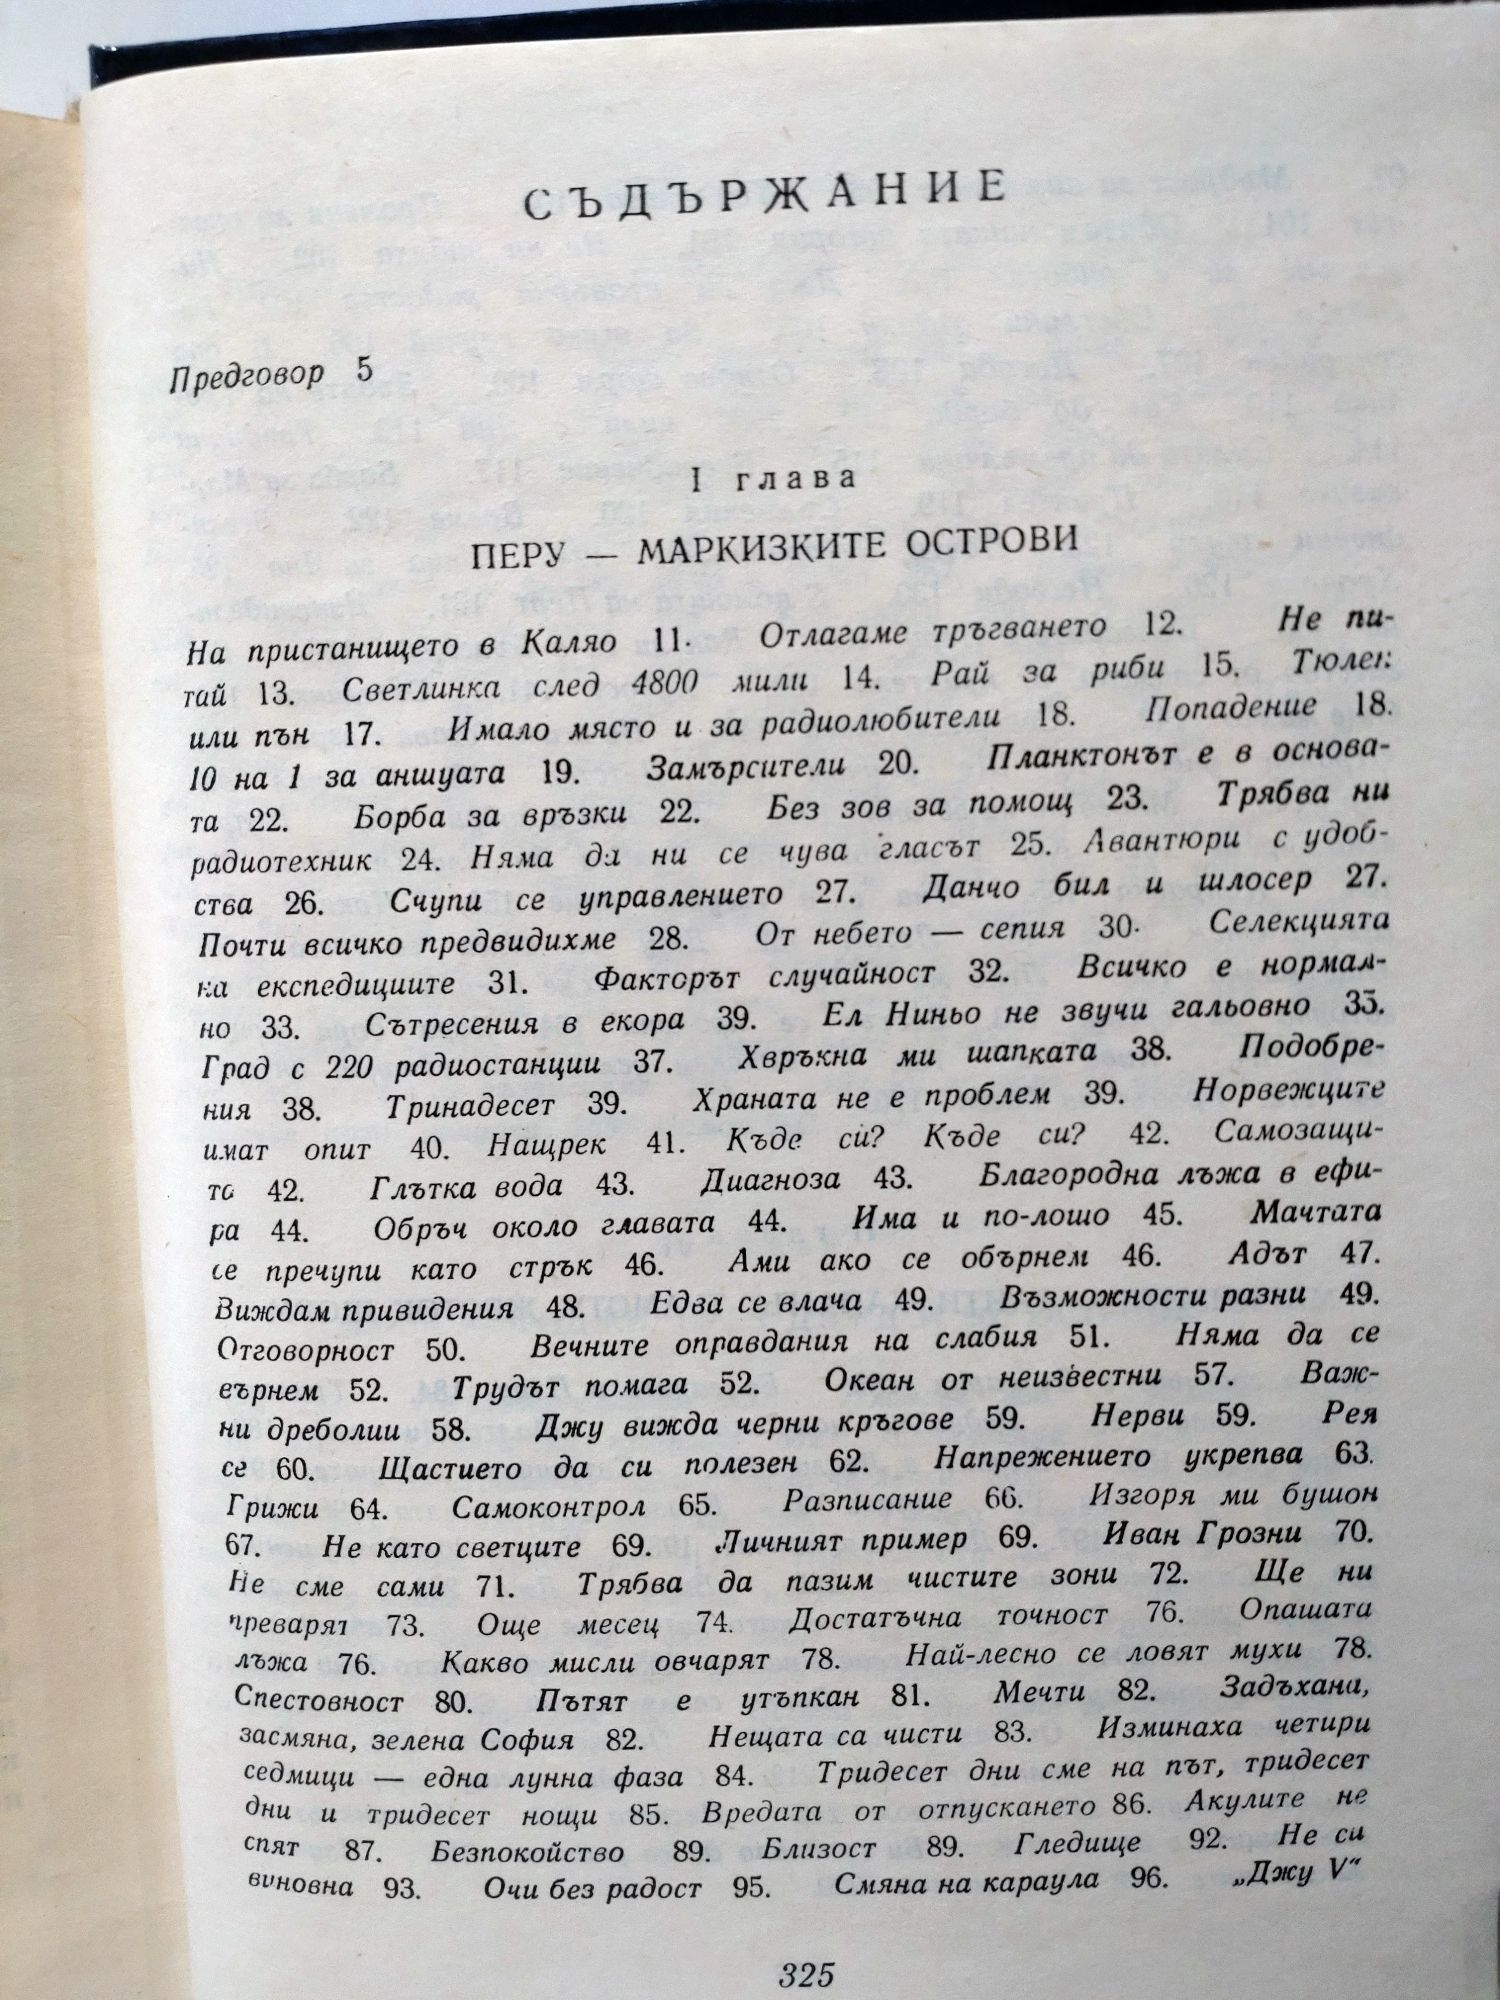 СЪДЪРЖАНИЕ
Предговор 5
I глава
ПЕРУ — МАРКИЗКИТЕ ОСТРОВИ
На пристанището в Каляо 11. Отлагаме тръгването 12. Не пи-
тай 13. Светлинка след 4800 мили 14. Рай за риби 15. Тюлен
или пън 17. Имало място и за радиолюбители 18. Попадение 18.
10 на 1 за аншуата 19. Замърсители 20. Планктонът е в основа-
та 22. Борба за връзки 22. Без зов за помощ 23. Трябва ни
радиотехник 24. Няма да ни се чува гласът 25. Авантюри с удоб-
ства 26. Счупи се управлението 27. Данчо бил и шлосер 27.
Почти всичко предвидихме 28. От небето — сепия 30. Селекцията
на експедициите 31. Факторът случайност 32. Всичко е нормал-
но 33. Сътресения в екора 39. Ел Ниньо не звучи гальовно 35.
Град с 220 радиостанции 37. Хвръкна ми шапката 38. Подобре-
ния 38. Тринадесет 39. Храната не е проблем 39. Норвежците
имат опит 40. Нащрек 41. Къде си? Къде си? 42. Самозащи-
та 42. Глътка вода 43. Диагноза 43. Благородна лъжа в ефи-
ра 44. Обръч около главата 44. Има и по-лошо 45. Мачтата
се пречупи като стрък 46. Ами ако се обърнем 46. Адът 47.
Виждам привидения 48. Едва се влача 49. Възможности разни 49.
Отговорност 50. Вечните оправдания на слабия 51. Няма да се
върнем 52. Трудът помага 52. Океан от неизвестни 57. Важ-
ни дреболии 58. Джу вижда черни кръгове 59. Нерви 59. Рея
се 60. Щастието да си полезен 62. Напрежението укрепва 63.
Грижи 64. Самоконтрол 65. Разписание 66. Изгоря ми бушон
67. Не като светците 69. Личният пример 69. Иван Грозни 70.
Не сме сами 71. Трябва да пазим чистите зони 72. Ще ни
преварят 73. Още месец 74. Достатъчна точност 76. Опашата
лъжа 76. Какво мисли овчарят 78. Най-лесно се ловят мухи 78.
Спестовност 80. Пътят е утъпкан 81. Мечти 82. Задъхана,
засмяна, зелена София 82. Нещата са чисти 83. Изминаха четири
седмици — една лунна фаза 84. Тридесет дни сме на път, тридесет
дни и тридесет нощи 85. Вредата от отпускането 86. Акулите не
спят 87. Безпокойство 89. Близост 89. Гледище 92. Не си
виновна 93. Очи без радост 95. Смяна на караула 96. „Джу V“
325